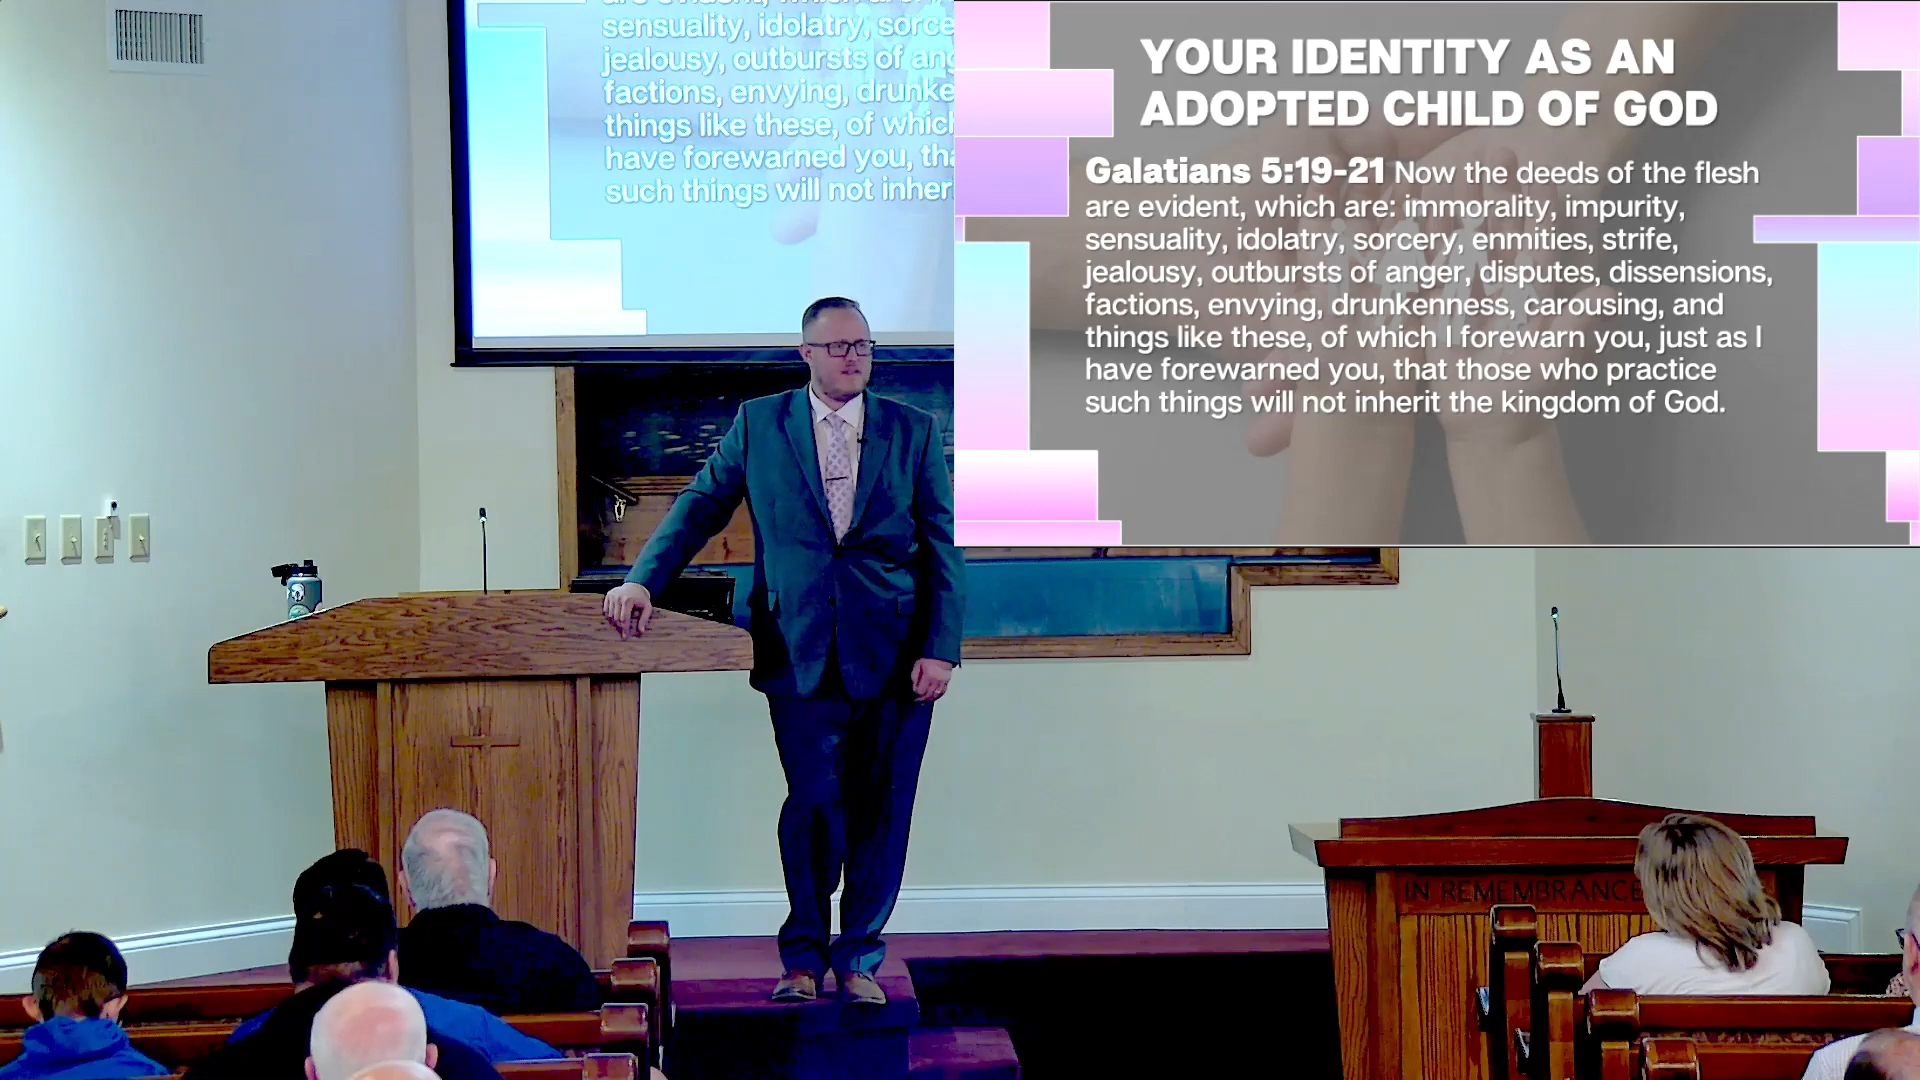 sensuality, idolatry, sorce
jealousy, outbursts of ang
factions, envying, drunke
things like these, of which
have forewarned you, tha
such things will not inher
YOUR IDENTITY AS AN
ADOPTED CHILD OF GOD
Galatians 5:19-21 Now the deeds of the flesh
are evident, which are: immorality, impurity,
sensuality, idolatry, sorcery, enmities, strife,
jealousy, outbursts of anger, disputes, dissensions,
factions, envying, drunkenness, carousing, and
things like these, of which I forewarn you, just as I
have forewarned you, that those who practice
such things will not inherit the kingdom of God.
IN REMEMBRANCE